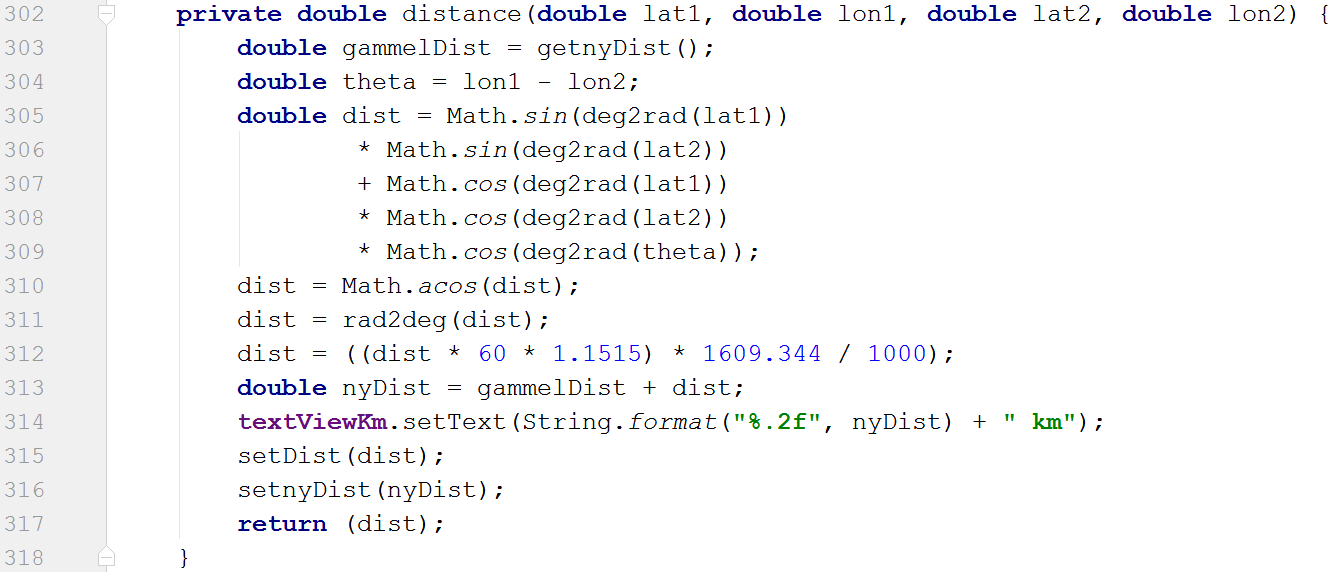 302 private double distance(double lat1, double lon1, double lat2, double lon2) {
303 double gammelDist = getnyDist();
304 double theta = lon1 - lon2;
305 double dist = Math.sin(deg2rad(lat1))
306 * Math.sin(deg2rad(lat2))
307 + Math.cos(deg2rad(lat1))
308 * Math.cos(deg2rad(lat2))
309 * Math.cos(deg2rad(theta));
310 dist = Math.acos(dist);
311 dist = rad2deg(dist);
312 dist = ((dist * 60 * 1.1515) * 1609.344 / 1000);
313 double nyDist = gammelDist + dist;
314 textViewKm.setText(String.format("%.2f", nyDist) + " km");
315 setDist(dist);
316 setnyDist(nyDist);
317 return (dist);
318 }